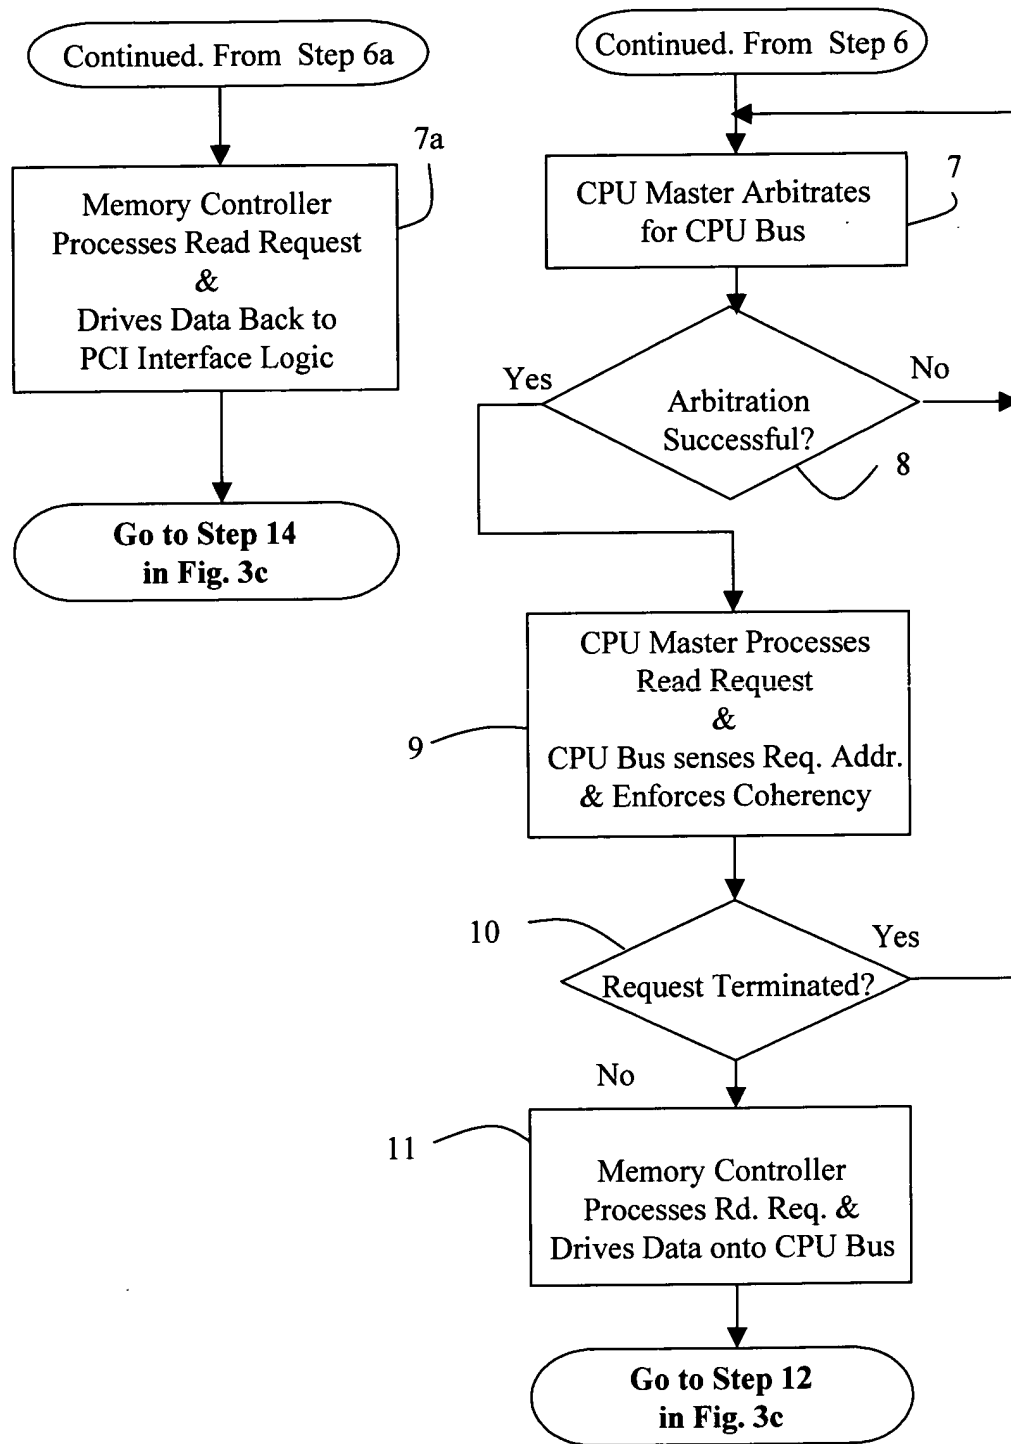 Continued. From Step 6a
7a
Memory Controller
Processes Read Request
&
Drives Data Back to
PCI Interface Logic
Go to Step 14
in Fig. 3c
Continued. From Step 6
7
CPU Master Arbitrates
for CPU Bus
Yes
No
Arbitration
Successful?
8
CPU Master Processes
Read Request
&
CPU Bus senses Req. Addr.
& Enforces Coherency
9
10
Yes
Request Terminated?
No
11
Memory Controller
Processes Rd. Req. &
Drives Data onto CPU Bus
Go to Step 12
in Fig. 3c